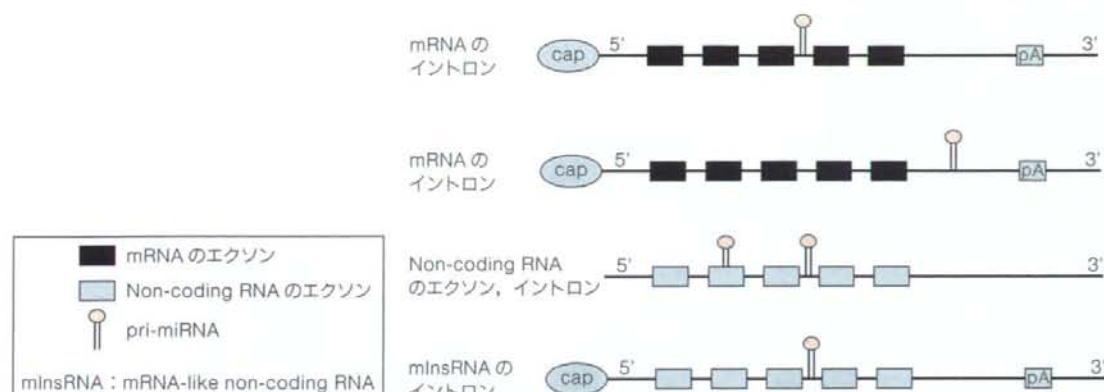 mRNA の
イントロン
cap 5' pA 3'
mRNA の
イントロン
cap 5' pA 3'
mRNA のエクソン
Non-coding RNA のエクソン
pri-miRNA
mlnsRNA : mRNA-like non-coding RNA
Non-coding RNA
のエクソン，イントロン
5' 3'
mlnsRNA の
イントロン
cap 5' pA 3'